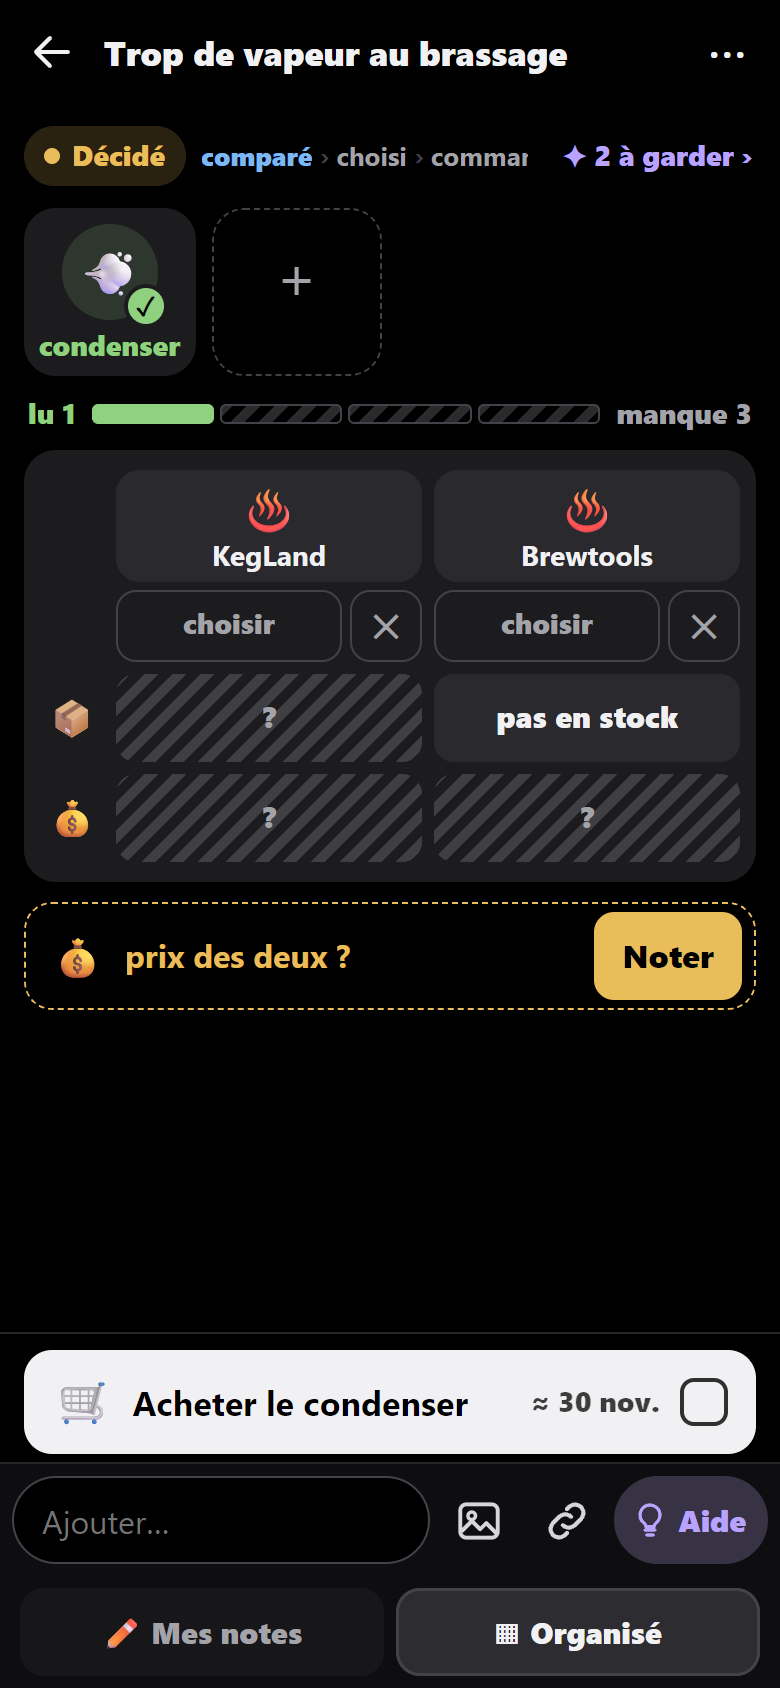 Trop de vapeur au brassage
Décidé
comparé › choisi › comman
2 à garder ›
condenser
+
lu 1
manque 3
KegLand
Brewtools
choisir
choisir
?
pas en stock
?
?
prix des deux ?
Noter
Acheter le condenser
≈ 30 nov.
Ajouter...
Aide
Mes notes
Organisé